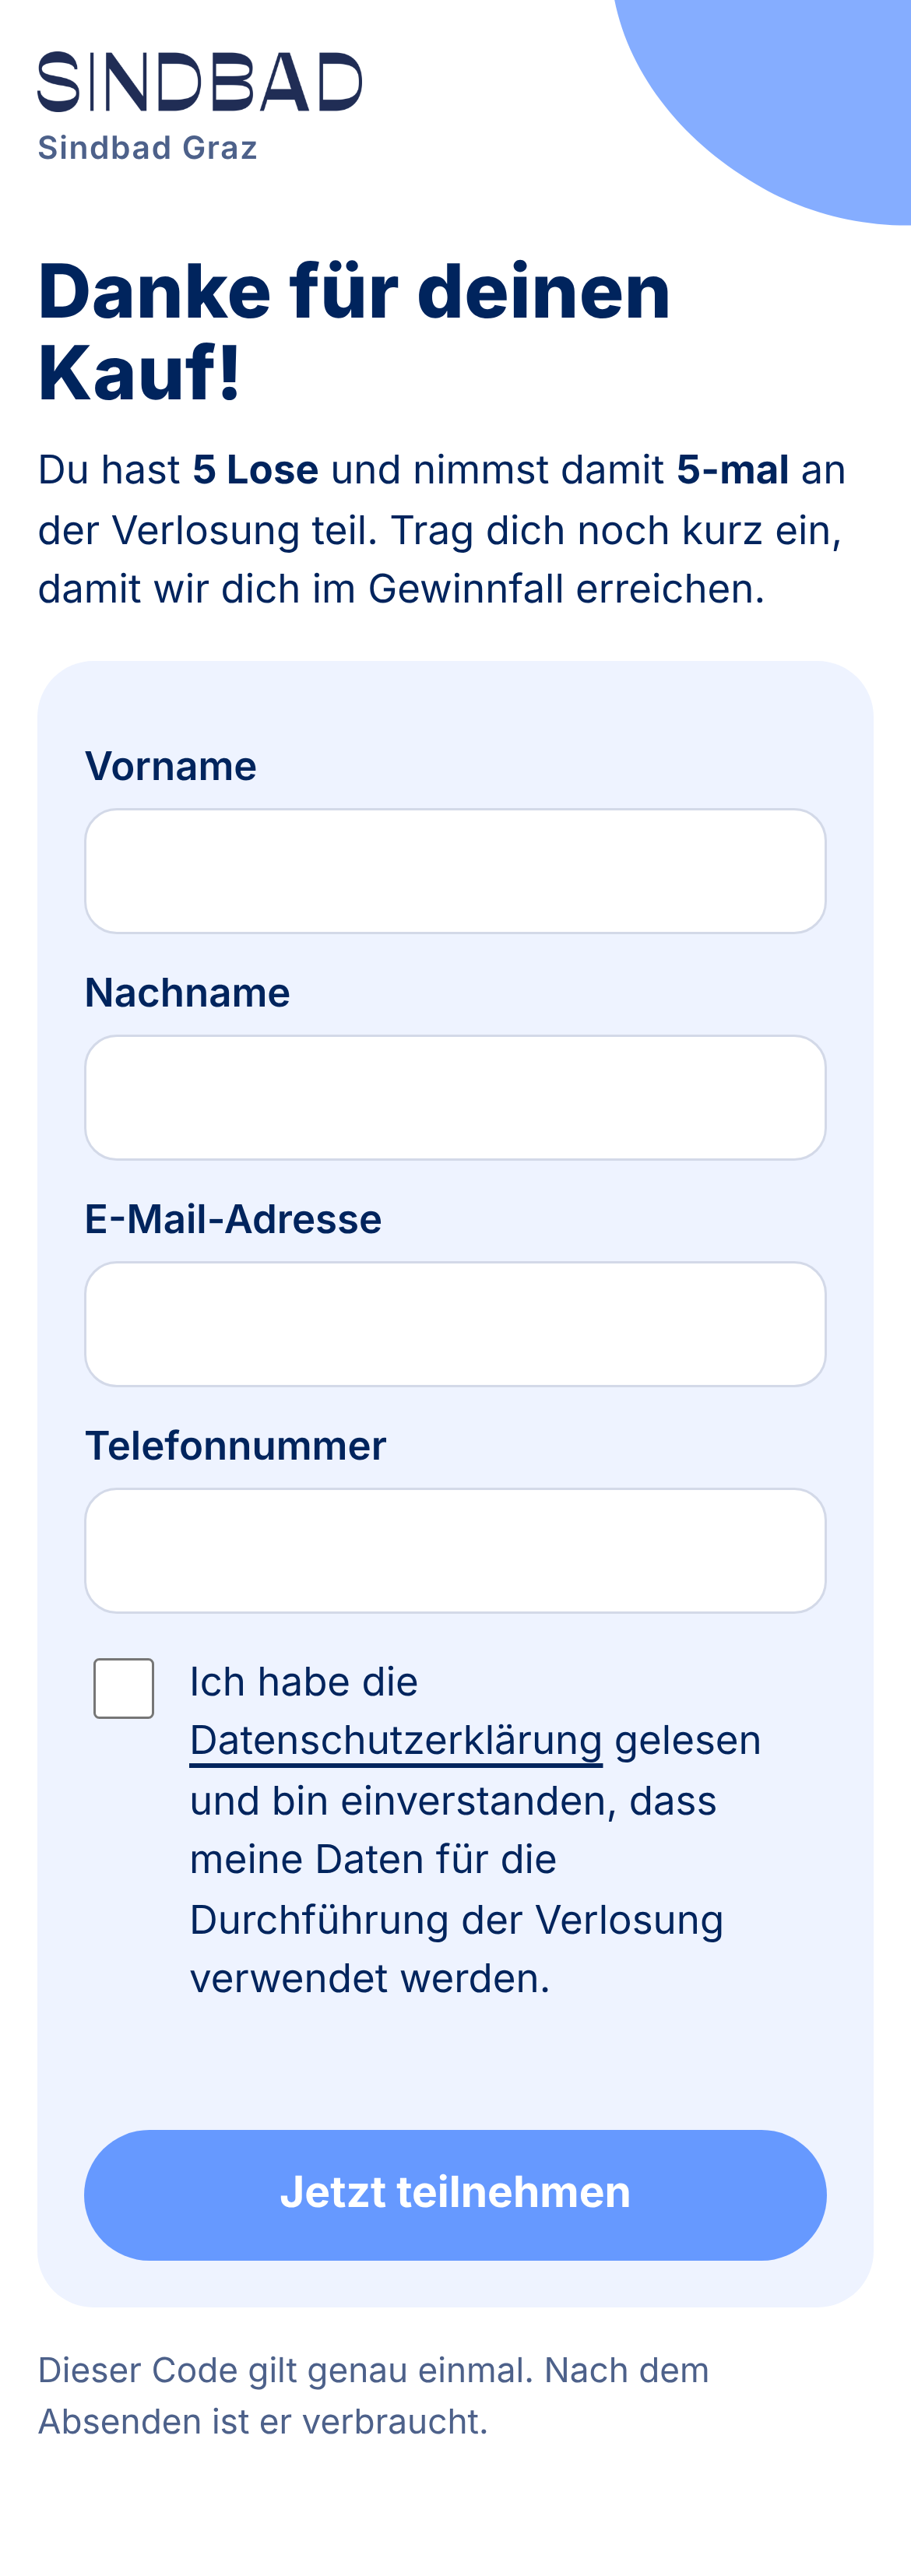 SINDBAD
Sindbad Graz
Danke für deinen
Kauf!
Du hast 5 Lose und nimmst damit 5-mal an
der Verlosung teil. Trag dich noch kurz ein,
damit wir dich im Gewinnfall erreichen.
Vorname
Nachname
E-Mail-Adresse
Telefonnummer
Ich habe die
Datenschutzerklärung gelesen
und bin einverstanden, dass
meine Daten für die
Durchführung der Verlosung
verwendet werden.
Jetzt teilnehmen
Dieser Code gilt genau einmal. Nach dem
Absenden ist er verbraucht.